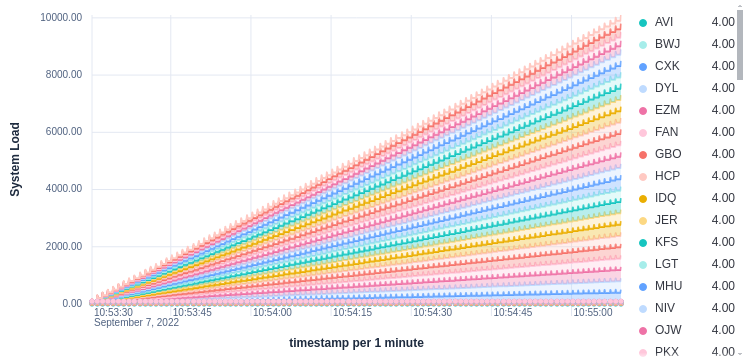 10000.00
8000.00
6000.00
4000.00
2000.00
0.00
System Load
10:53:30
10:53:45
10:54:00
10:54:15
10:54:30
10:54:45
10:55:00
September 7, 2022
timestamp per 1 minute
AVI 4.00
BWJ 4.00
CXK 4.00
DYL 4.00
EZM 4.00
FAN 4.00
GBO 4.00
HCP 4.00
IDQ 4.00
JER 4.00
KFS 4.00
LGT 4.00
MHU 4.00
NIV 4.00
OJW 4.00
PKX 4.00